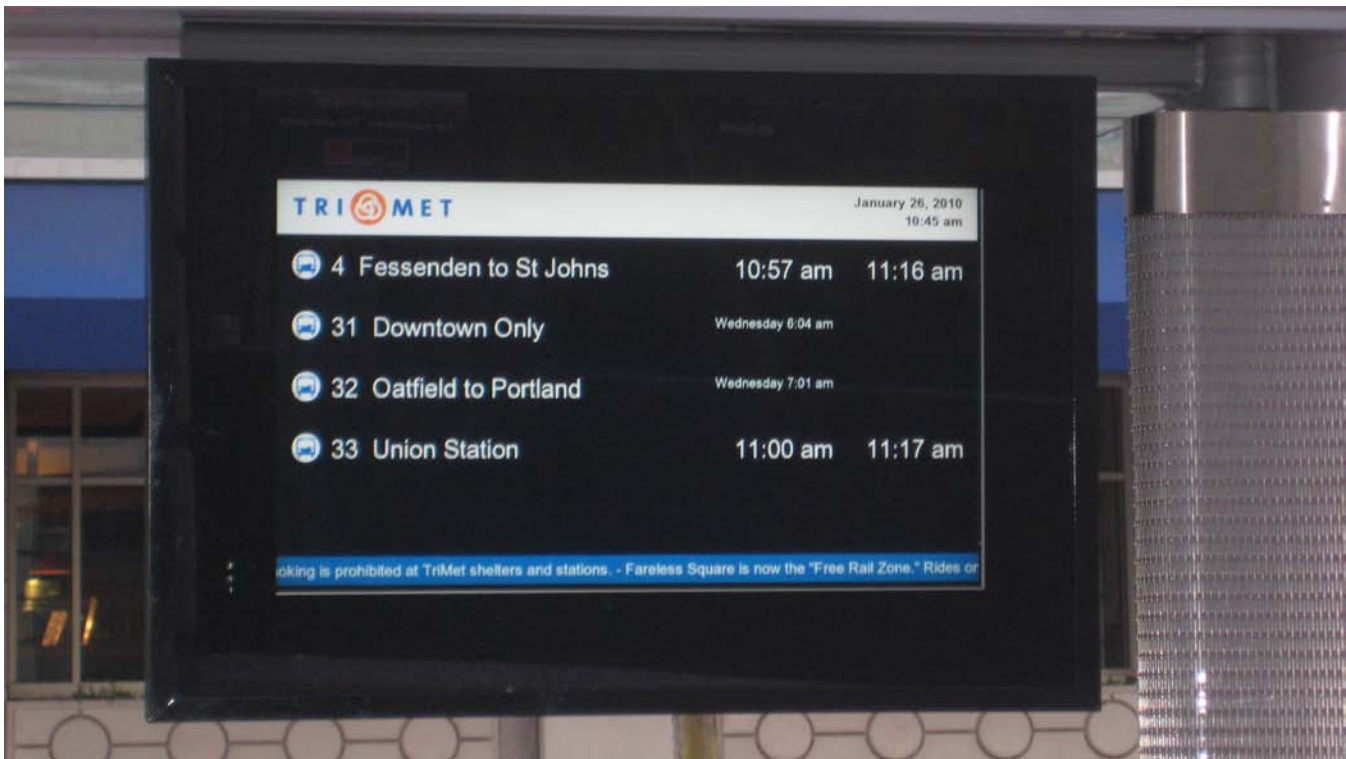 TRIMET
January 26, 2010
10:45 am
4 Fessenden to St Johns 10:57 am 11:16 am
31 Downtown Only Wednesday 6:04 am
32 Oatfield to Portland Wednesday 7:01 am
33 Union Station 11:00 am 11:17 am
oking is prohibited at TriMet shelters and stations. - Fareless Square is now the "Free Rail Zone." Rides or